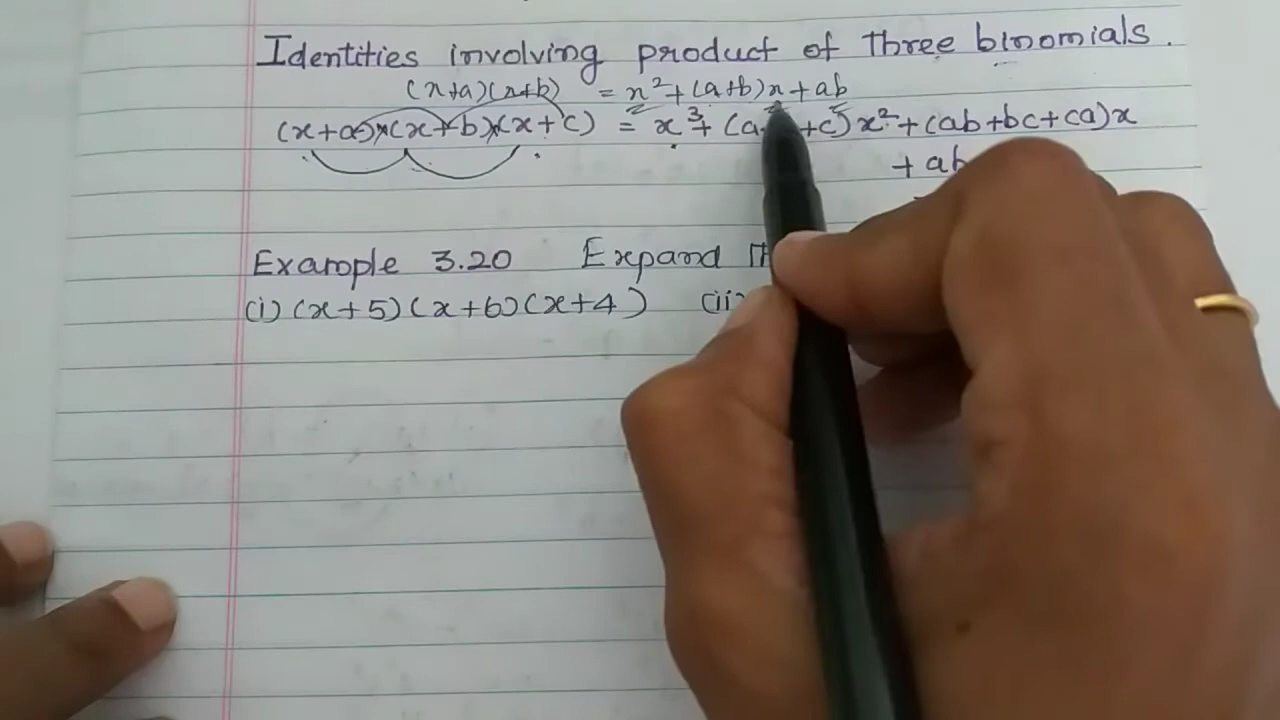 Identities involving product of three binomials.
(x+a)(x+b) = x²+(a+b)x+ab
(x+a)×(x+b)×(x+c) = x³+(a +c)x²+(ab+bc+ca)x
+ab
Example 3.20 Expand
(i) (x+5)(x+6)(x+4) (ii)